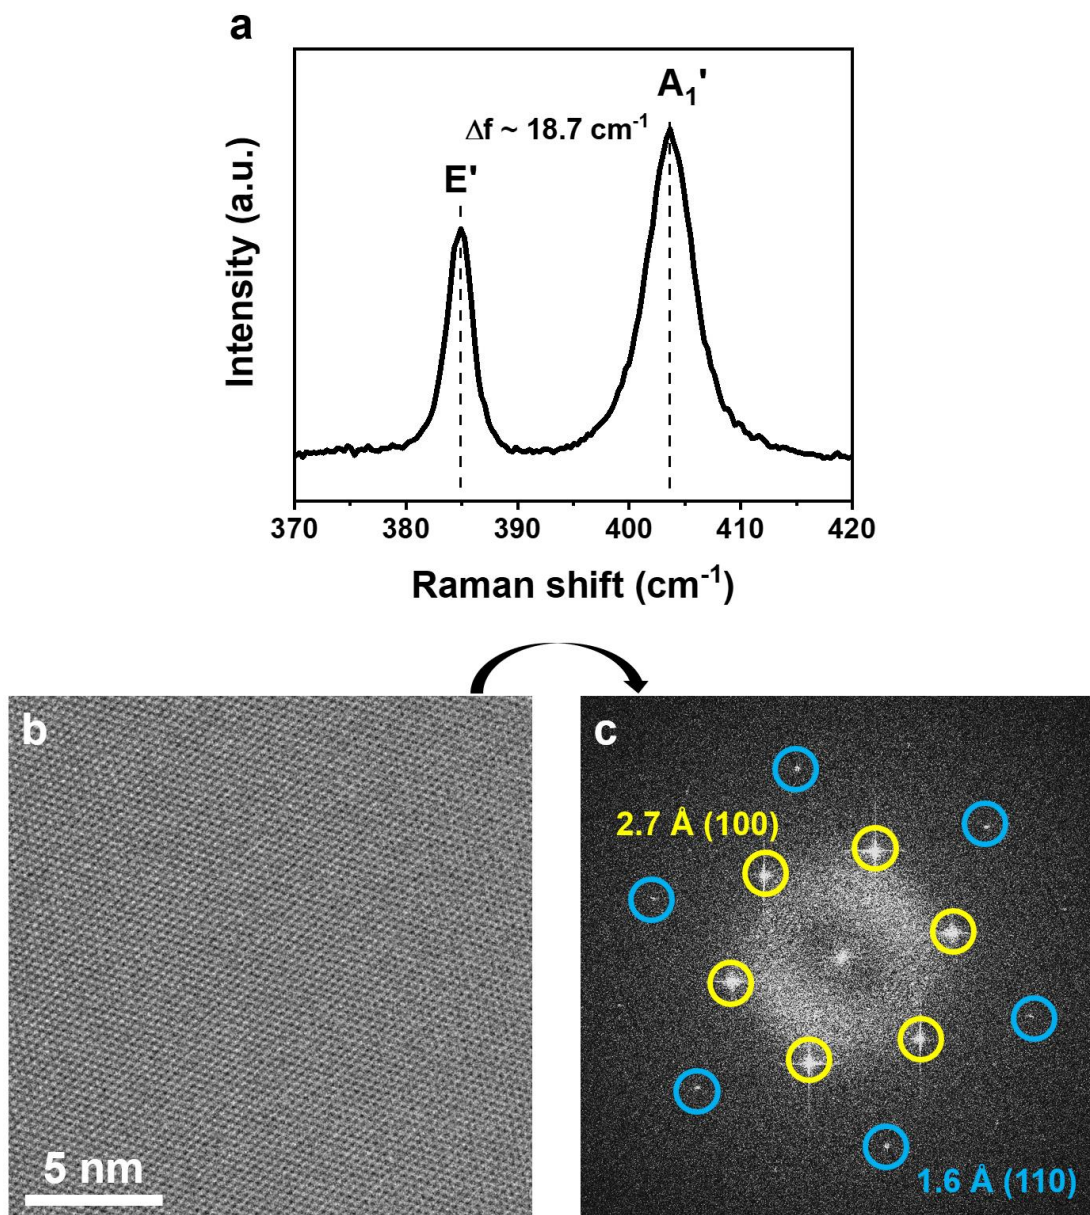 a
A₁'
Δf ~ 18.7 cm⁻¹
E'
Intensity (a.u.)
370 380 390 400 410 420
Raman shift (cm⁻¹)
b
5 nm
c
2.7 Å (100)
1.6 Å (110)